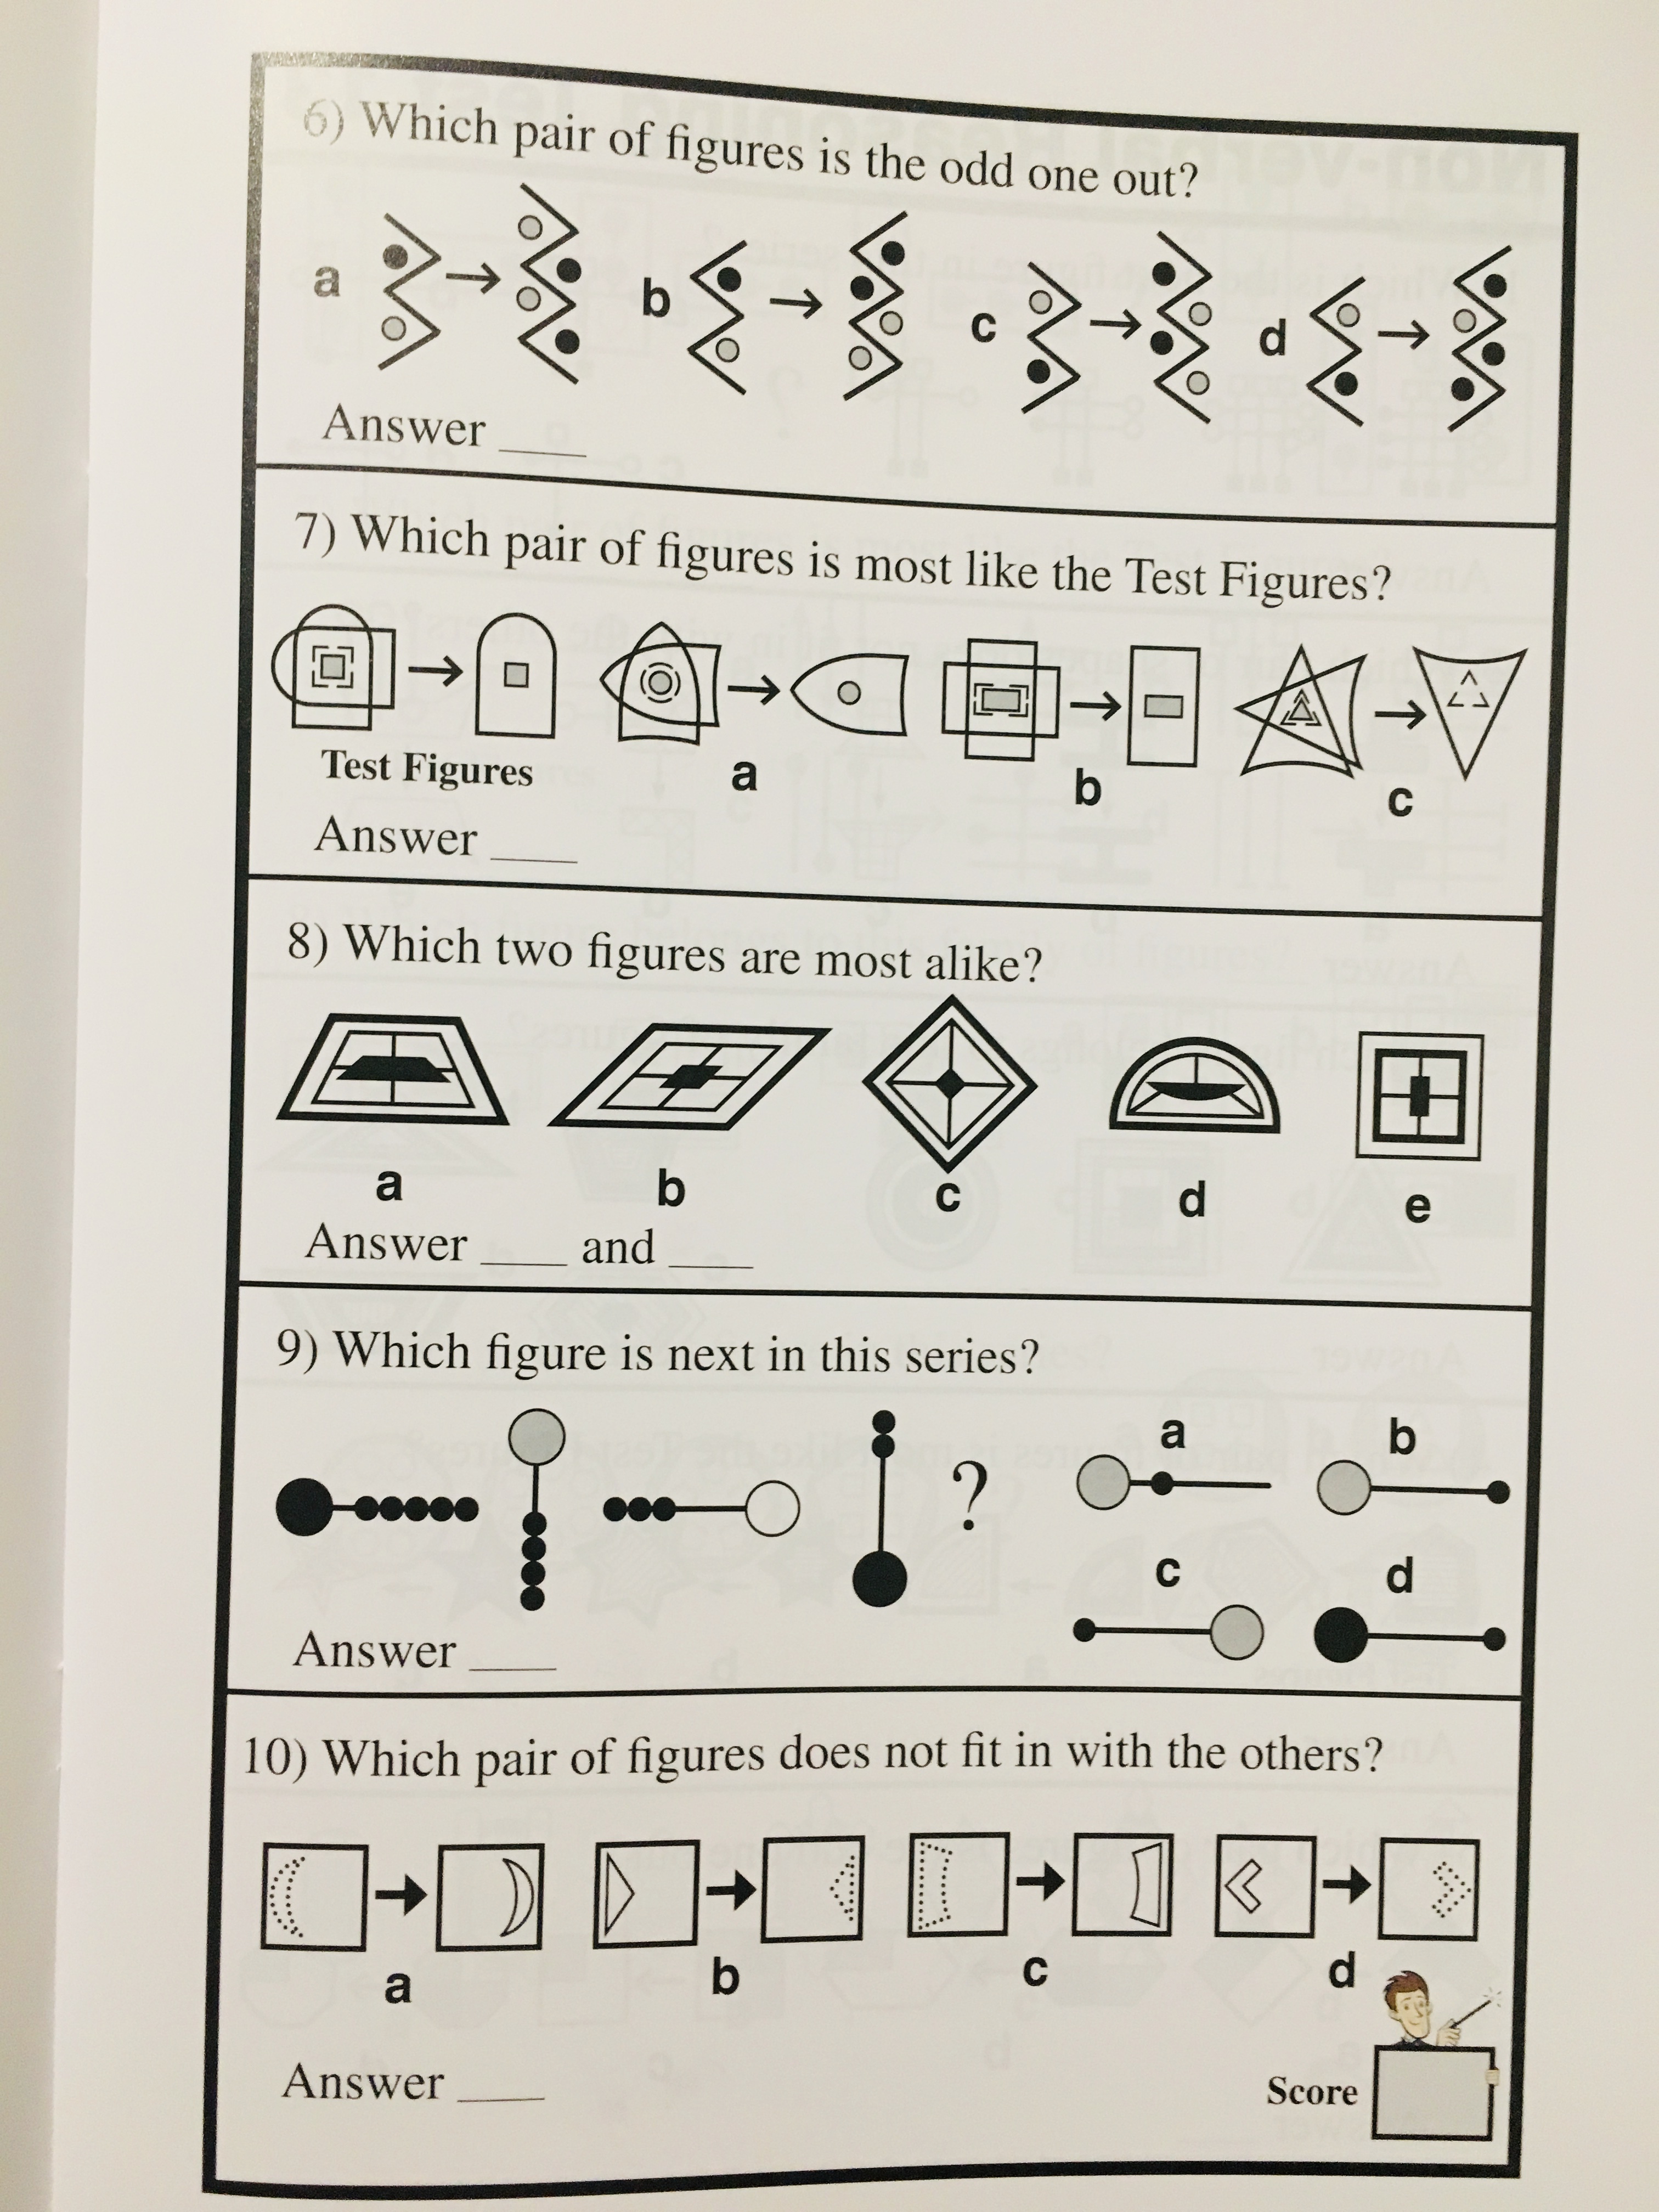 6) Which pair of figures is the odd one out?
a b c d
Answer ____
7) Which pair of figures is most like the Test Figures?
Test Figures a b c
Answer ____
8) Which two figures are most alike?
a b c d e
Answer ____ and ____
9) Which figure is next in this series?
a b
?
c d
Answer ____
10) Which pair of figures does not fit in with the others?
a b c d
Answer ____
Score